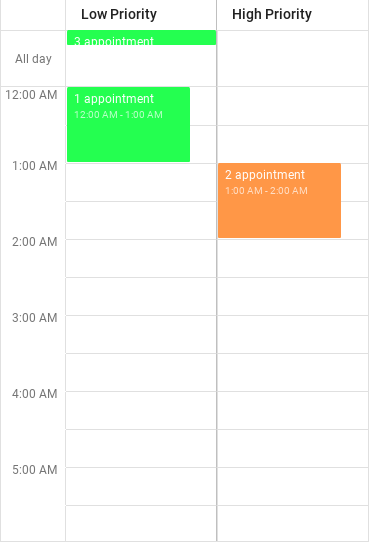 Low Priority
High Priority
All day
3 appointment
12:00 AM
1 appointment
12:00 AM - 1:00 AM
1:00 AM
2 appointment
1:00 AM - 2:00 AM
2:00 AM
3:00 AM
4:00 AM
5:00 AM